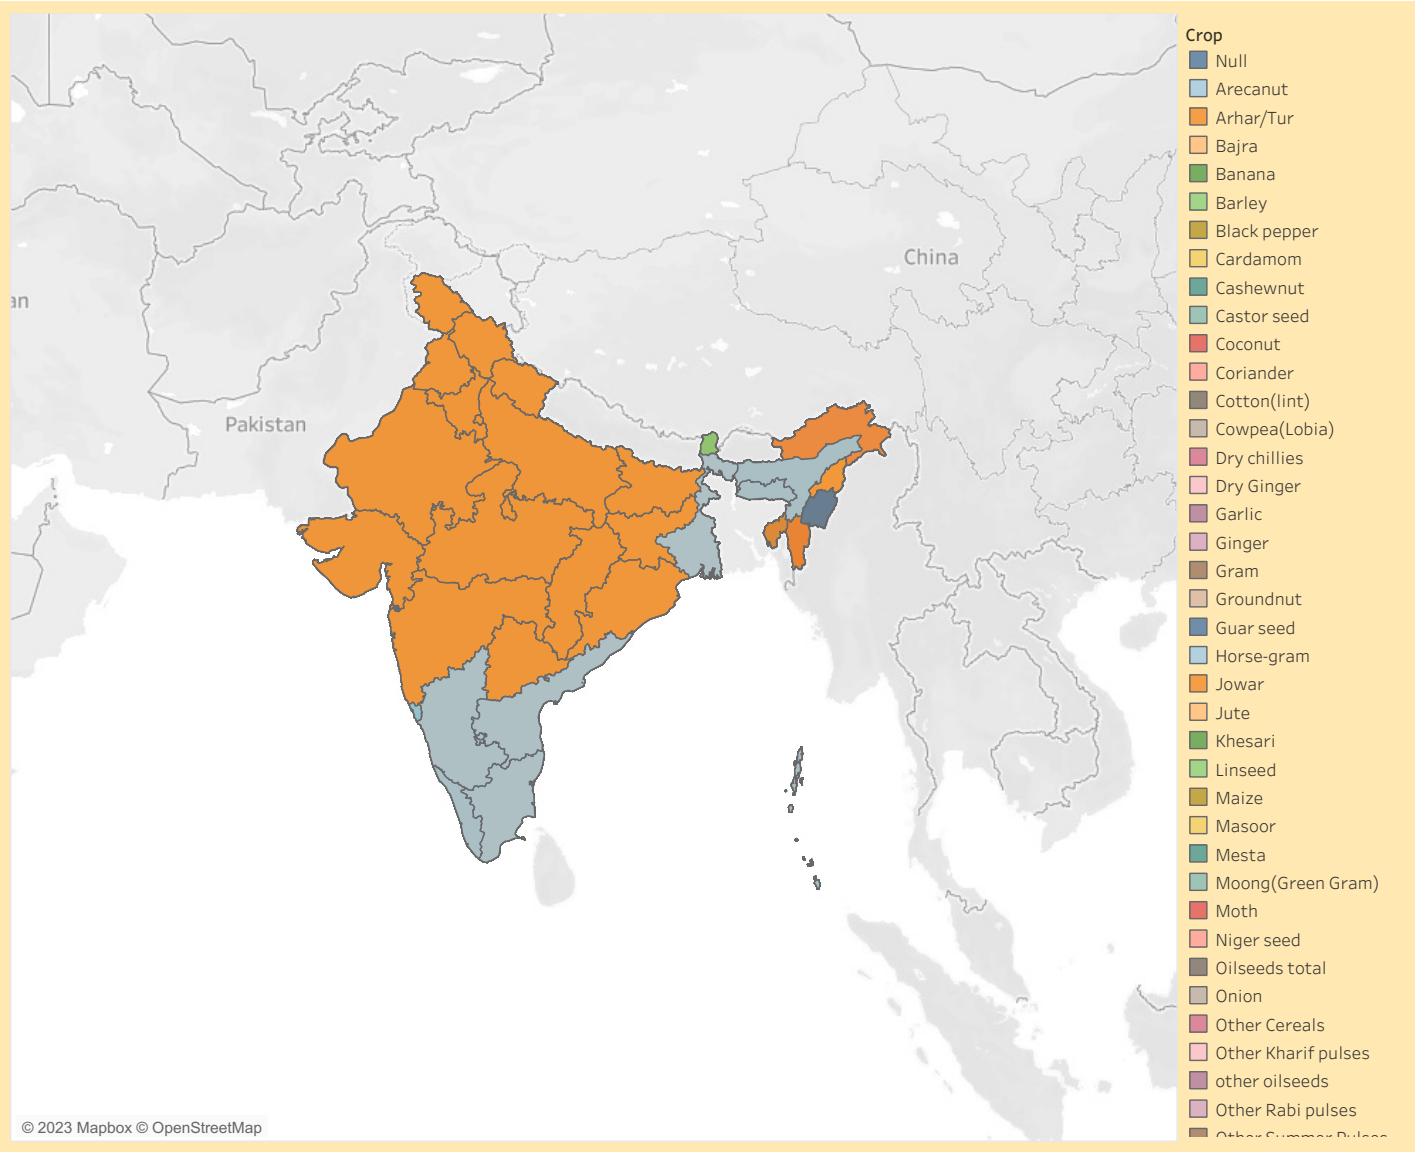 China
an
Pakistan
© 2023 Mapbox © OpenStreetMap
Crop
Null
Arecanut
Arhar/Tur
Bajra
Banana
Barley
Black pepper
Cardamom
Cashewnut
Castor seed
Coconut
Coriander
Cotton(lint)
Cowpea(Lobia)
Dry chillies
Dry Ginger
Garlic
Ginger
Gram
Groundnut
Guar seed
Horse-gram
Jowar
Jute
Khesari
Linseed
Maize
Masoor
Mesta
Moong(Green Gram)
Moth
Niger seed
Oilseeds total
Onion
Other Cereals
Other Kharif pulses
other oilseeds
Other Rabi pulses
Other Summer Pulses